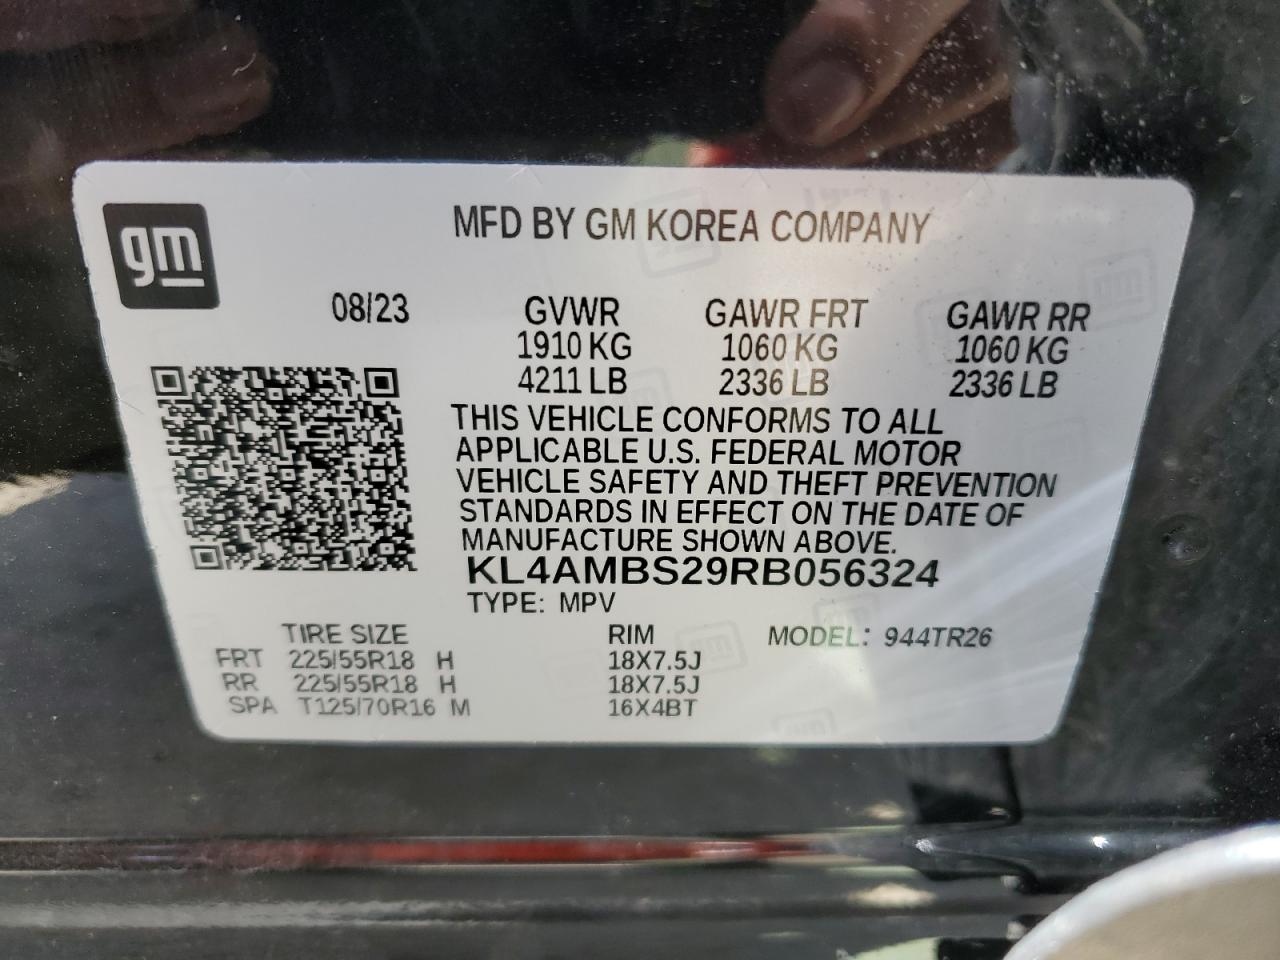 gm
MFD BY GM KOREA COMPANY
08/23 GVWR GAWR FRT GAWR RR
1910 KG 1060 KG 1060 KG
4211 LB 2336 LB 2336 LB
THIS VEHICLE CONFORMS TO ALL
APPLICABLE U.S. FEDERAL MOTOR
VEHICLE SAFETY AND THEFT PREVENTION
STANDARDS IN EFFECT ON THE DATE OF
MANUFACTURE SHOWN ABOVE.
KL4AMBS29RB056324
TYPE: MPV
TIRE SIZE RIM MODEL: 944TR26
FRT 225/55R18 H 18X7.5J
RR 225/55R18 H 18X7.5J
SPA T125/70R16 M 16X4BT